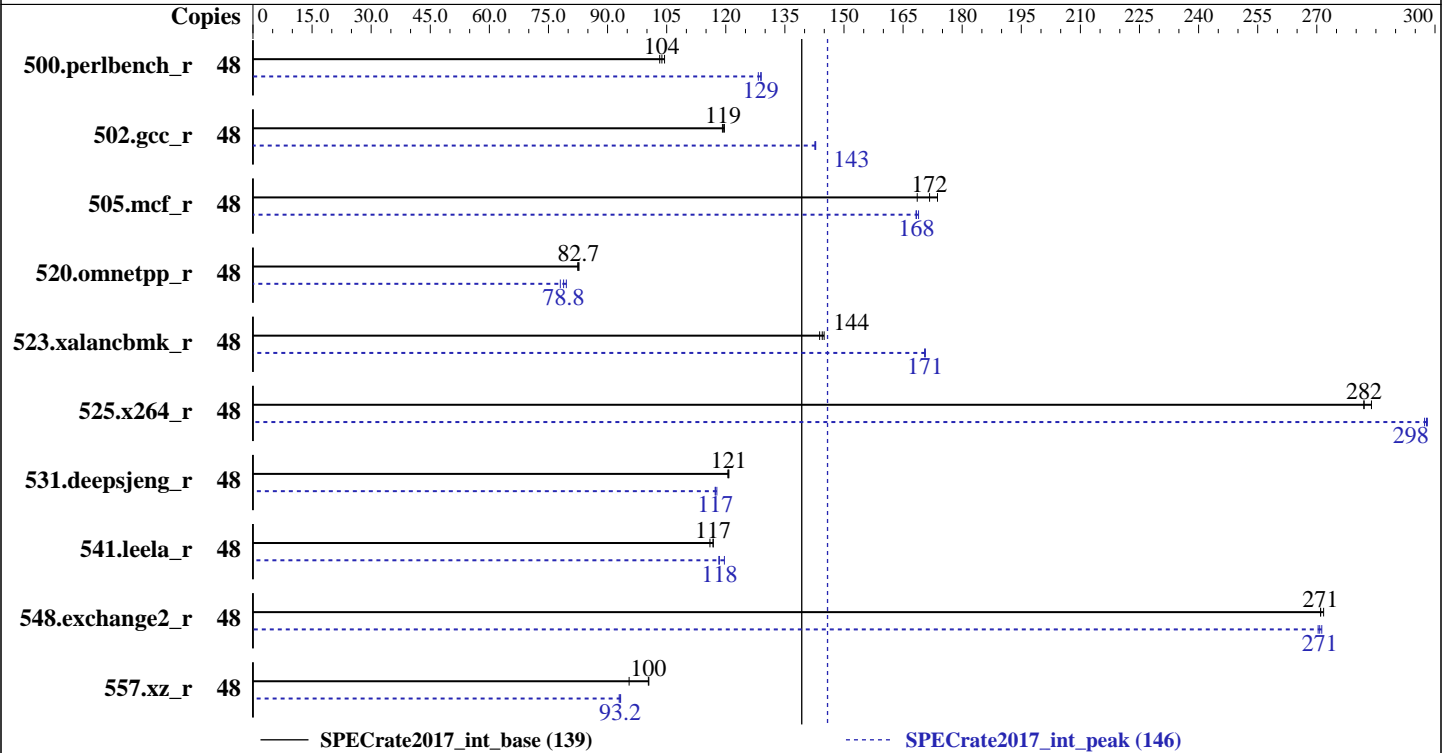 Copies 0 15.0 30.0 45.0 60.0 75.0 90.0 105 120 135 150 165 180 195 210 225 240 255 270 300
104
500.perlbench_r 48
129
119
502.gcc_r 48
143
172
505.mcf_r 48
168
82.7
520.omnetpp_r 48
78.8
144
523.xalancbmk_r 48
171
282
525.x264_r 48
298
121
531.deepsjeng_r 48
117
117
541.leela_r 48
118
271
548.exchange2_r 48
271
100
557.xz_r 48
93.2
SPECrate2017_int_base (139) SPECrate2017_int_peak (146)